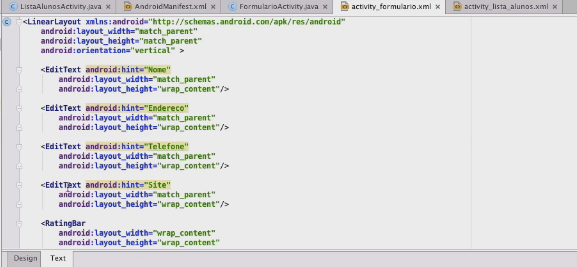 ListaAlunosActivity.java × AndroidManifest.xml × FormularioActivity.java × activity_formulario.xml × activity_lista_alunos.xml ×
<LinearLayout xmlns:android="http://schemas.android.com/apk/res/android"
android:layout_width="match_parent"
android:layout_height="match_parent"
android:orientation="vertical" >
<EditText android:hint="Nome"
android:layout_width="match_parent"
android:layout_height="wrap_content"/>
<EditText android:hint="Endereco"
android:layout_width="match_parent"
android:layout_height="wrap_content"/>
<EditText android:hint="Telefone"
android:layout_width="match_parent"
android:layout_height="wrap_content"/>
<EditText android:hint="Site"
android:layout_width="match_parent"
android:layout_height="wrap_content"/>
<RatingBar
android:layout_width="wrap_content"
android:layout_height="wrap_content"
Design Text